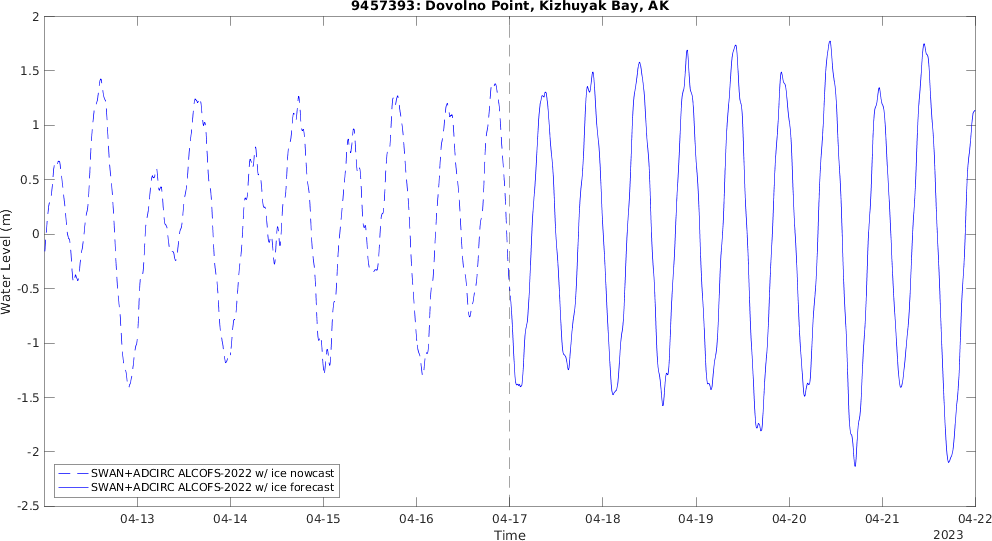 9457393: Dovolno Point, Kizhuyak Bay, AK
Water Level (m)
2
1.5
1
0.5
0
-0.5
-1
-1.5
-2
-2.5
SWAN+ADCIRC ALCOFS-2022 w/ ice nowcast
SWAN+ADCIRC ALCOFS-2022 w/ ice forecast
04-13 04-14 04-15 04-16 04-17 04-18 04-19 04-20 04-21 04-22
Time
2023